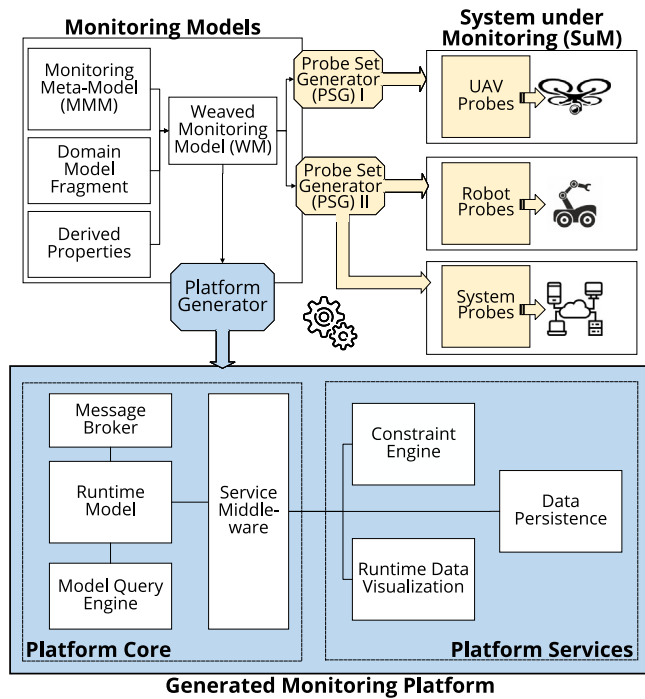 Monitoring Models
System under
Monitoring (SuM)
Monitoring
Meta-Model
(MMM)
Domain
Model
Fragment
Derived
Properties
Weaved
Monitoring
Model (WM)
Probe Set
Generator
(PSG) I
Probe Set
Generator
(PSG) II
UAV
Probes
Robot
Probes
System
Probes
Platform
Generator
Message
Broker
Runtime
Model
Model Query
Engine
Service
Middle-
ware
Platform Core
Constraint
Engine
Runtime Data
Visualization
Data
Persistence
Platform Services
Generated Monitoring Platform